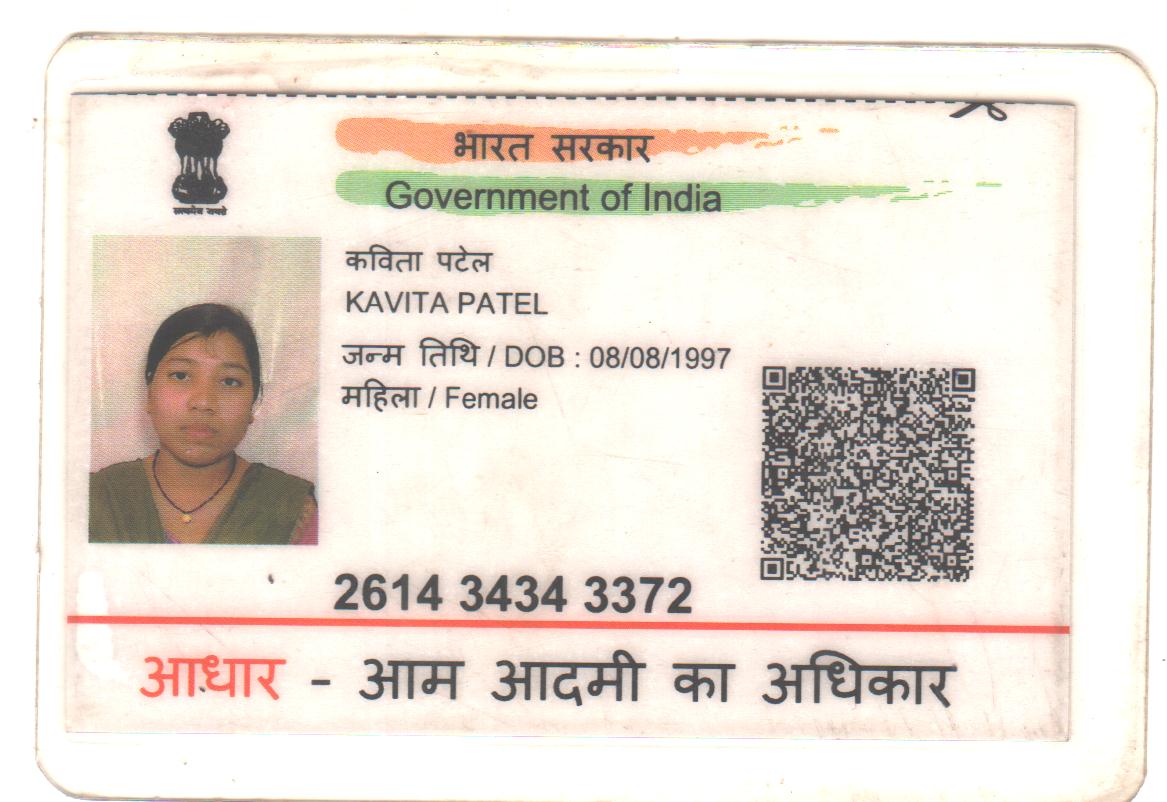 भारत सरकार
Government of India
सत्यमेव जयते
कविता पटेल
KAVITA PATEL
जन्म तिथि / DOB : 08/08/1997
महिला / Female
2614 3434 3372
आधार - आम आदमी का अधिकार